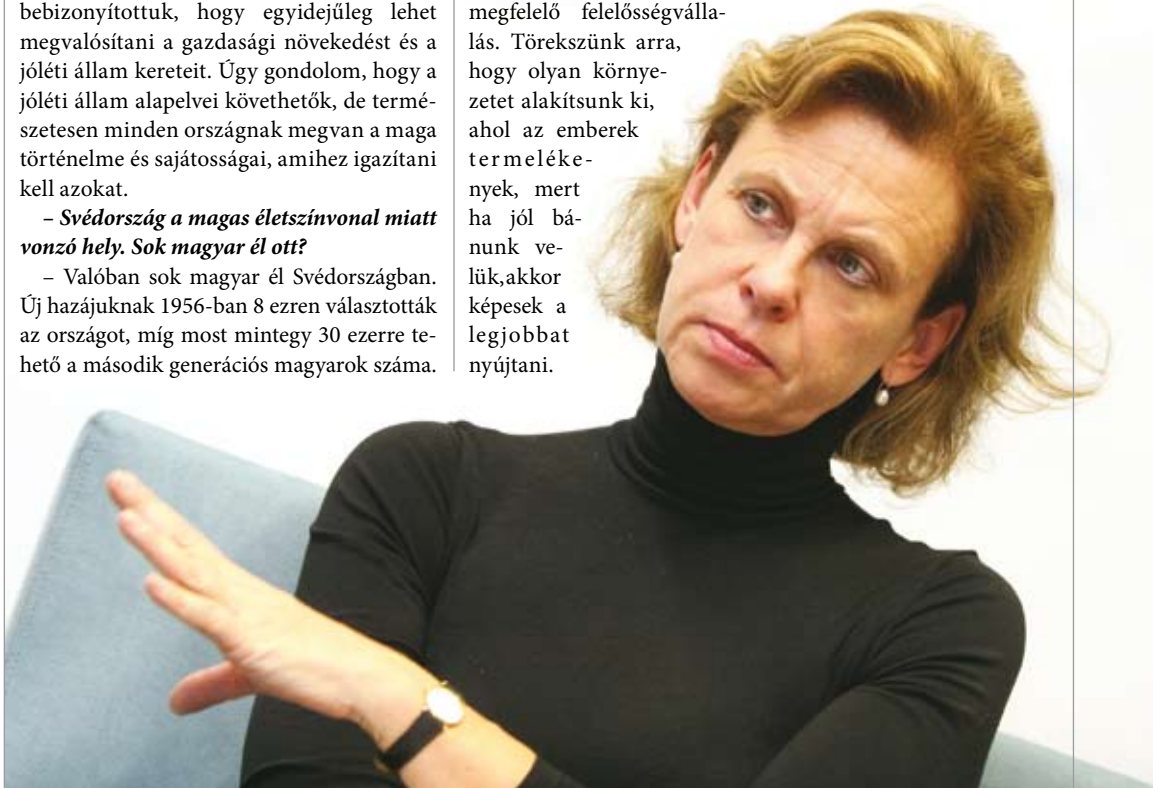 bebizonyítottuk, hogy egyidejűleg lehet
megvalósítani a gazdasági növekedést és a
jóléti állam kereteit. Úgy gondolom, hogy a
jóléti állam alapelvei követhetők, de termé-
szetesen minden országnak megvan a maga
történelme és sajátosságai, amihez igazítani
kell azokat.
– Svédország a magas életszínvonal miatt
vonzó hely. Sok magyar él ott?
– Valóban sok magyar él Svédországban.
Új hazájuknak 1956-ban 8 ezren választották
az országot, míg most mintegy 30 ezerre te-
hető a második generációs magyarok száma.
megfelelő felelősségválla-
lás. Törekszünk arra,
hogy olyan környe-
zetet alakítsunk ki,
ahol az emberek
termeléke-
nyek, mert
ha jól bá-
nunk ve-
lük,akkor
képesek a
legjobbat
nyújtani.